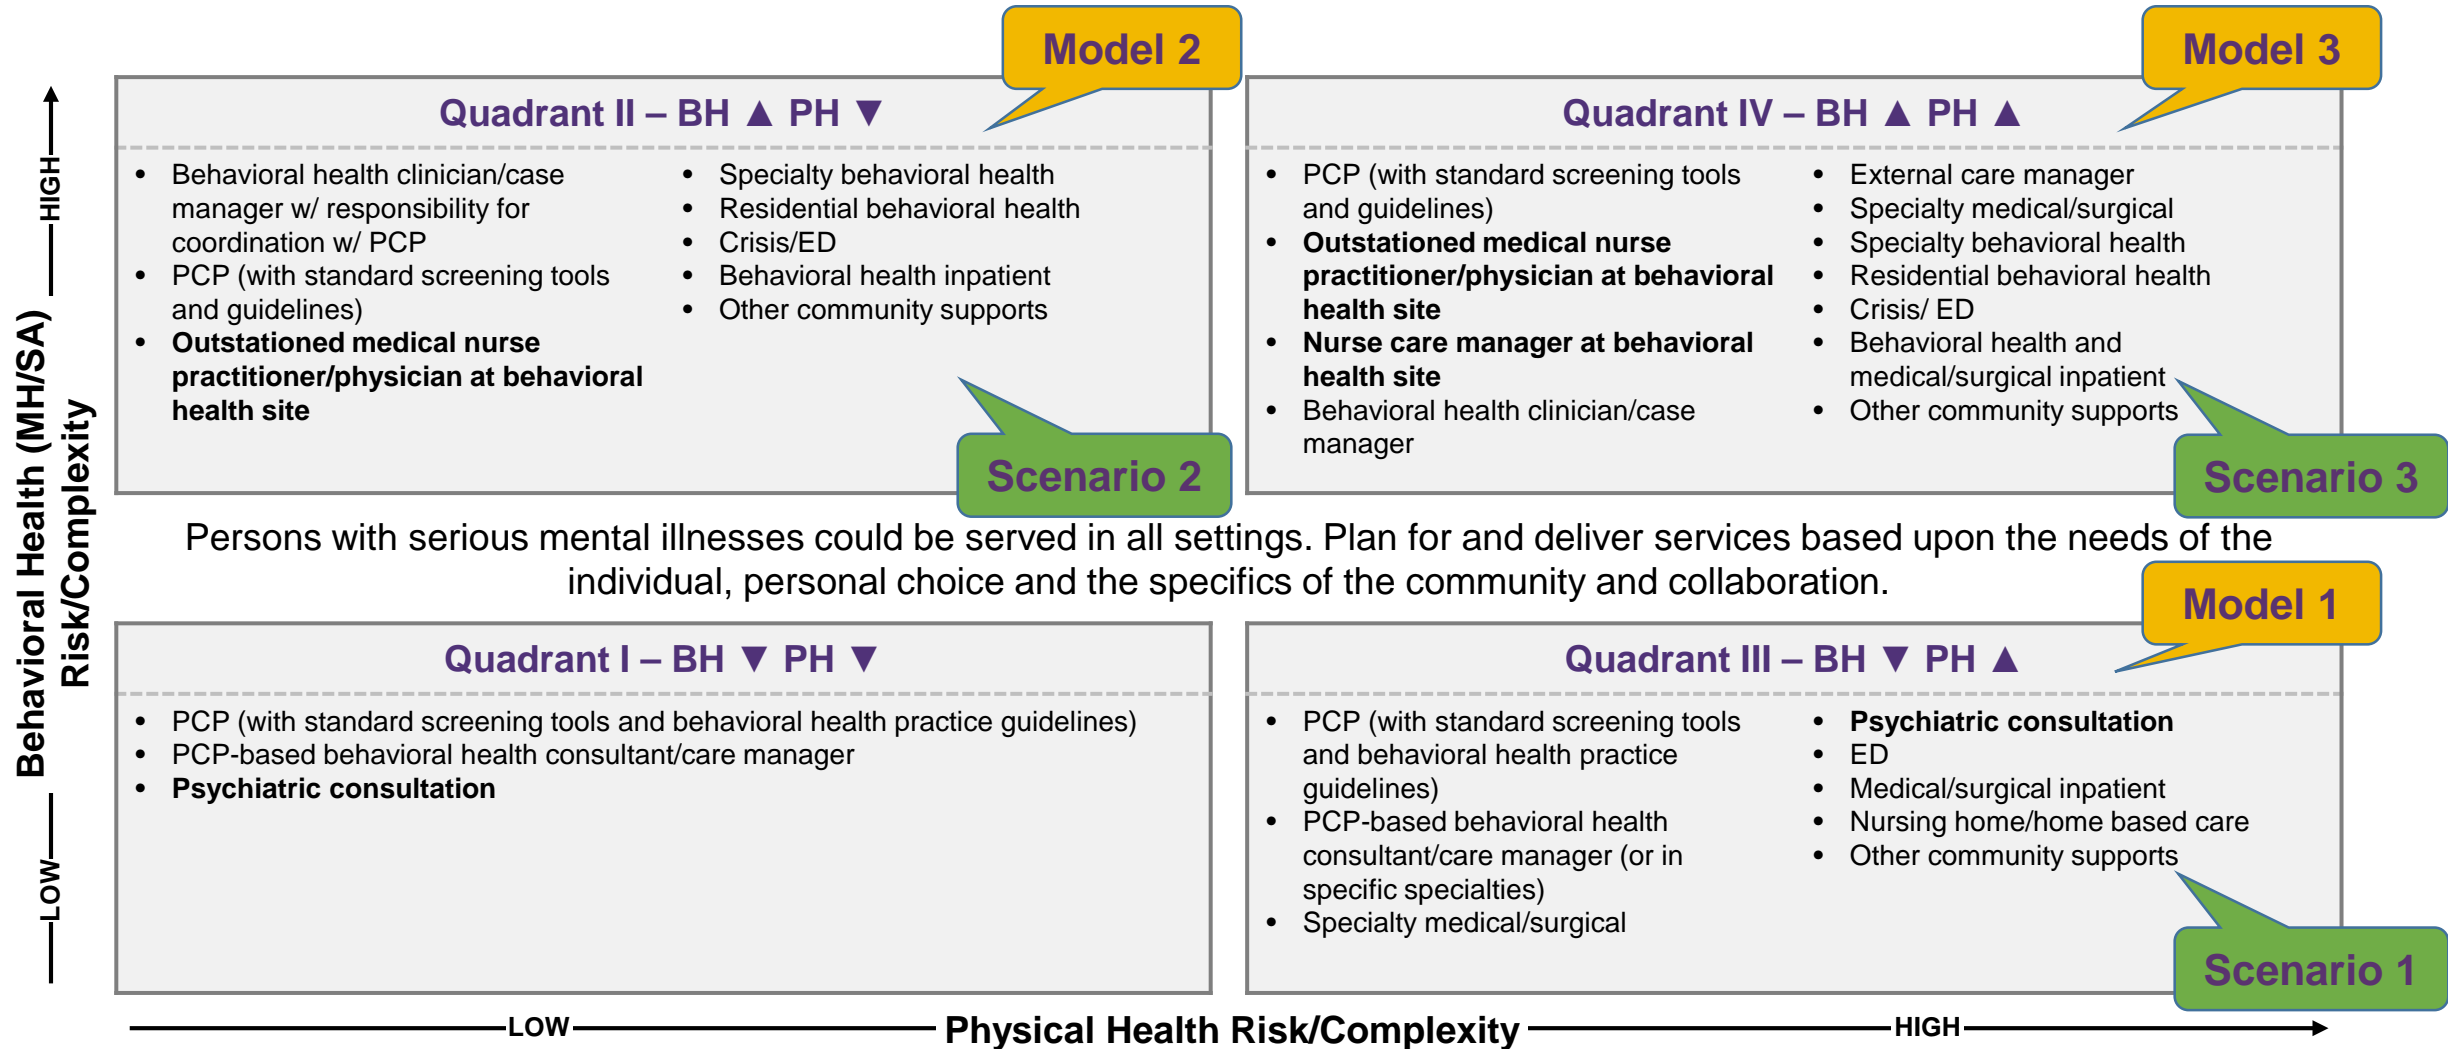 Model 2
Model 3
Quadrant II – BH ▲ PH ▼
• Behavioral health clinician/case
manager w/ responsibility for
coordination w/ PCP
• PCP (with standard screening tools
and guidelines)
• Outstationed medical nurse
practitioner/physician at behavioral
health site
• Specialty behavioral health
• Residential behavioral health
• Crisis/ED
• Behavioral health inpatient
• Other community supports
Scenario 2
Quadrant IV – BH ▲ PH ▲
• PCP (with standard screening tools
and guidelines)
• Outstationed medical nurse
practitioner/physician at behavioral
health site
• Nurse care manager at behavioral
health site
• Behavioral health clinician/case
manager
• External care manager
• Specialty medical/surgical
• Specialty behavioral health
• Residential behavioral health
• Crisis/ ED
• Behavioral health and
medical/surgical inpatient
• Other community supports
Scenario 3
Persons with serious mental illnesses could be served in all settings. Plan for and deliver services based upon the needs of the
individual, personal choice and the specifics of the community and collaboration.
Model 1
Quadrant I – BH ▼ PH ▼
• PCP (with standard screening tools and behavioral health practice guidelines)
• PCP-based behavioral health consultant/care manager
• Psychiatric consultation
Quadrant III – BH ▼ PH ▲
• PCP (with standard screening tools
and behavioral health practice
guidelines)
• PCP-based behavioral health
consultant/care manager (or in
specific specialties)
• Specialty medical/surgical
• Psychiatric consultation
• ED
• Medical/surgical inpatient
• Nursing home/home based care
• Other community supports
Scenario 1
HIGH
Behavioral Health (MH/SA)
Risk/Complexity
LOW
LOW
Physical Health Risk/Complexity
HIGH